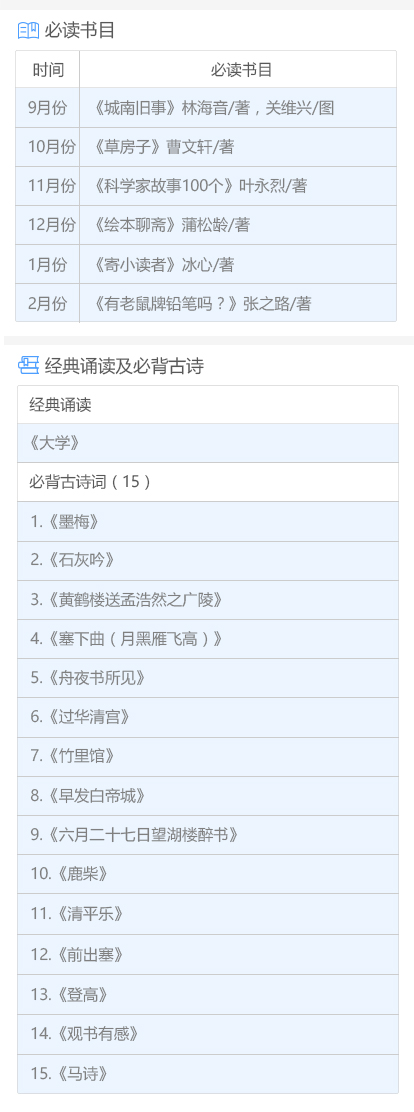 必读书目
时间 必读书目
9月份 《城南旧事》林海音/著，关维兴/图
10月份 《草房子》曹文轩/著
11月份 《科学家故事100个》叶永烈/著
12月份 《绘本聊斋》蒲松龄/著
1月份 《寄小读者》冰心/著
2月份 《有老鼠牌铅笔吗？》张之路/著
经典诵读及必背古诗
经典诵读
《大学》
必背古诗词（15）
1.《墨梅》
2.《石灰吟》
3.《黄鹤楼送孟浩然之广陵》
4.《塞下曲（月黑雁飞高）》
5.《舟夜书所见》
6.《过华清宫》
7.《竹里馆》
8.《早发白帝城》
9.《六月二十七日望湖楼醉书》
10.《鹿柴》
11.《清平乐》
12.《前出塞》
13.《登高》
14.《观书有感》
15.《马诗》